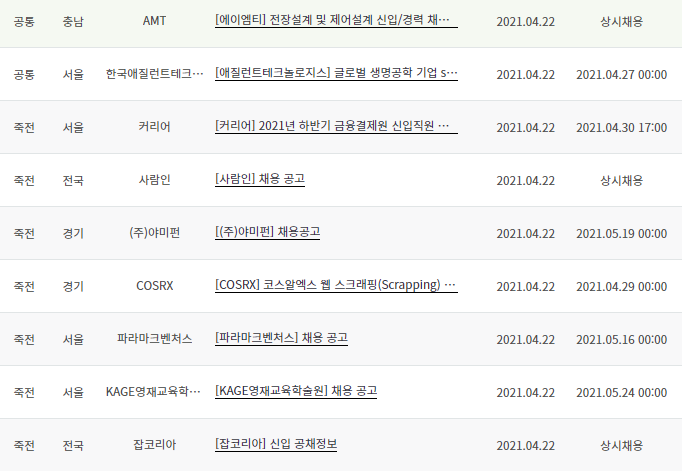 공통 충남 AMT [에이엠티] 전장설계 및 제어설계 신입/경력 채··· 2021.04.22 상시채용
공통 서울 한국애질런트테크··· [애질런트테크놀로지스] 글로벌 생명공학 기업 s··· 2021.04.22 2021.04.27 00:00
죽전 서울 커리어 [커리어] 2021년 하반기 금융결제원 신입직원 ··· 2021.04.22 2021.04.30 17:00
죽전 전국 사람인 [사람인] 채용 공고 2021.04.22 상시채용
죽전 경기 (주)야미펀 [(주)야미펀] 채용공고 2021.04.22 2021.05.19 00:00
죽전 경기 COSRX [COSRX] 코스알엑스 웹 스크래핑(Scrapping) ··· 2021.04.22 2021.04.29 00:00
죽전 서울 파라마크벤처스 [파라마크벤처스] 채용 공고 2021.04.22 2021.05.16 00:00
죽전 서울 KAGE영재교육학··· [KAGE영재교육학술원] 채용 공고 2021.04.22 2021.05.24 00:00
죽전 전국 잡코리아 [잡코리아] 신입 공채정보 2021.04.22 상시채용